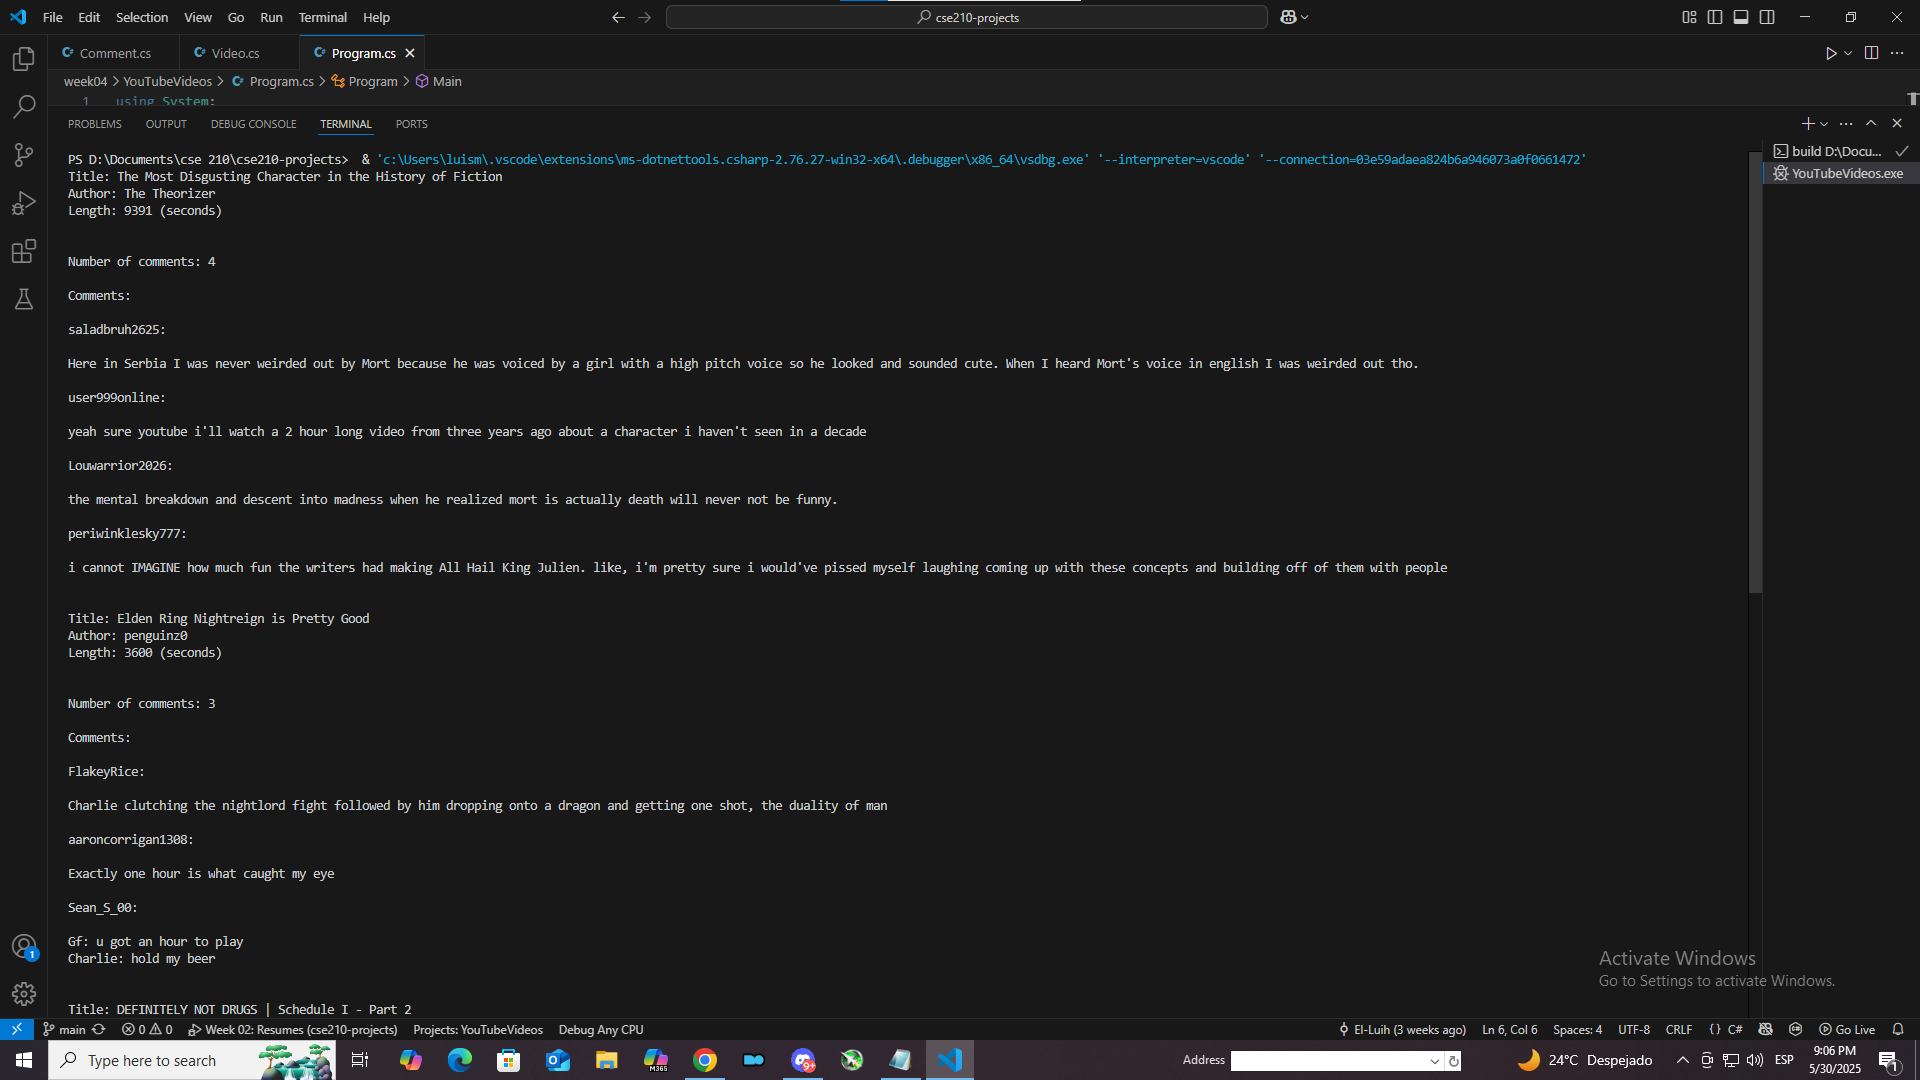 File Edit Selection View Go Run Terminal Help
cse210-projects
Comment.cs Video.cs Program.cs
week04 > YouTubeVideos > Program.cs > Program > Main
1 using System;
PROBLEMS OUTPUT DEBUG CONSOLE TERMINAL PORTS
PS D:\Documents\cse 210\cse210-projects> & 'c:\Users\luism\.vscode\extensions\ms-dotnettools.csharp-2.76.27-win32-x64\.debugger\x86_64\vsdbg.exe' '--interpreter=vscode' '--connection=03e59adaea824b6a946073a0f0661472'
build D:\Docu...
YouTubeVideos.exe
Title: The Most Disgusting Character in the History of Fiction
Author: The Theorizer
Length: 9391 (seconds)
Number of comments: 4
Comments:
saladbruh2625:
Here in Serbia I was never weirded out by Mort because he was voiced by a girl with a high pitch voice so he looked and sounded cute. When I heard Mort's voice in english I was weirded out tho.
user999online:
yeah sure youtube i'll watch a 2 hour long video from three years ago about a character i haven't seen in a decade
Louwarrior2026:
the mental breakdown and descent into madness when he realized mort is actually death will never not be funny.
periwinklesky777:
i cannot IMAGINE how much fun the writers had making All Hail King Julien. like, i'm pretty sure i would've pissed myself laughing coming up with these concepts and building off of them with people
Title: Elden Ring Nightreign is Pretty Good
Author: penguinz0
Length: 3600 (seconds)
Number of comments: 3
Comments:
FlakeyRice:
Charlie clutching the nightlord fight followed by him dropping onto a dragon and getting one shot, the duality of man
aaroncorrigan1308:
Exactly one hour is what caught my eye
Sean_S_00:
Gf: u got an hour to play
Charlie: hold my beer
Title: DEFINITELY NOT DRUGS | Schedule I - Part 2
Activate Windows
Go to Settings to activate Windows.
1
main 0 0 Week 02: Resumes (cse210-projects) Projects: YouTubeVideos Debug Any CPU El-Luih (3 weeks ago) Ln 6, Col 6 Spaces: 4 UTF-8 CRLF {} C# Go Live
Type here to search M365 9+ Address 24°C Despejado ESP 9:06 PM
5/30/2025
1